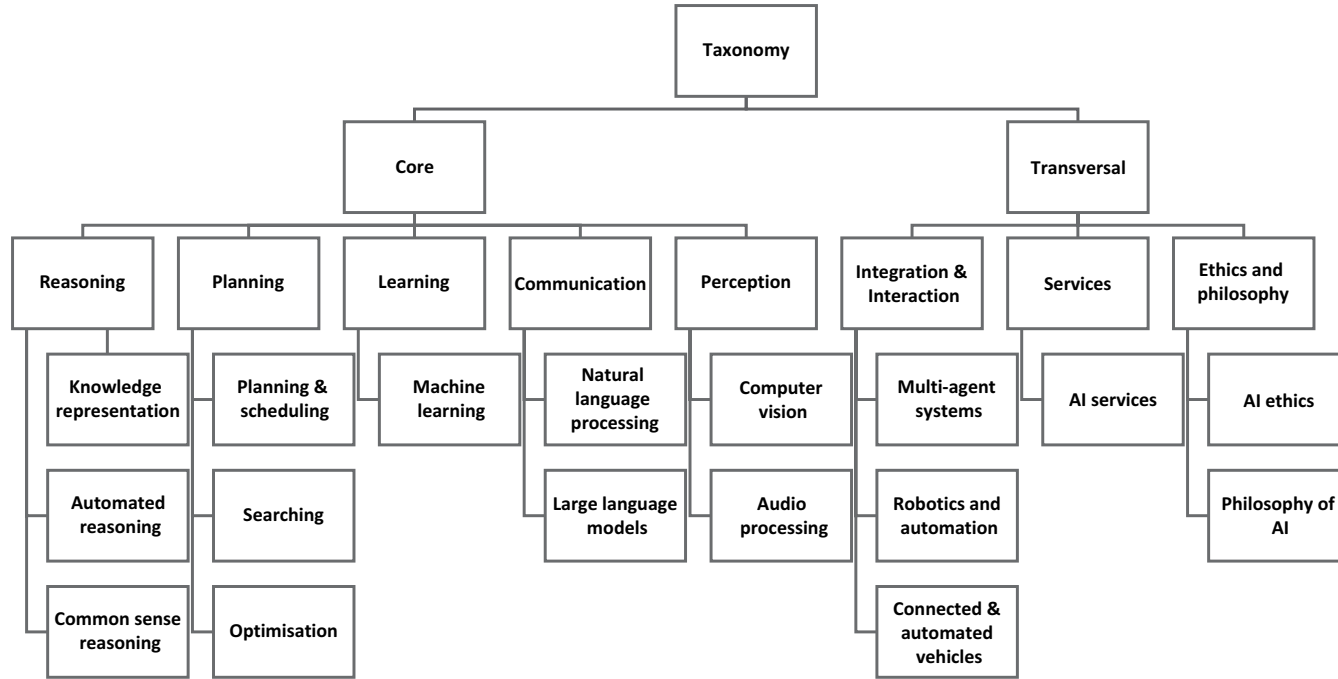 Taxonomy
Core
Transversal
Reasoning
Planning
Learning
Communication
Perception
Integration &
Interaction
Services
Ethics and
philosophy
Knowledge
representation
Planning &
scheduling
Machine
learning
Natural
language
processing
Computer
vision
Multi-agent
systems
AI services
AI ethics
Automated
reasoning
Searching
Large language
models
Audio
processing
Robotics and
automation
Philosophy of
AI
Common sense
reasoning
Optimisation
Connected &
automated
vehicles